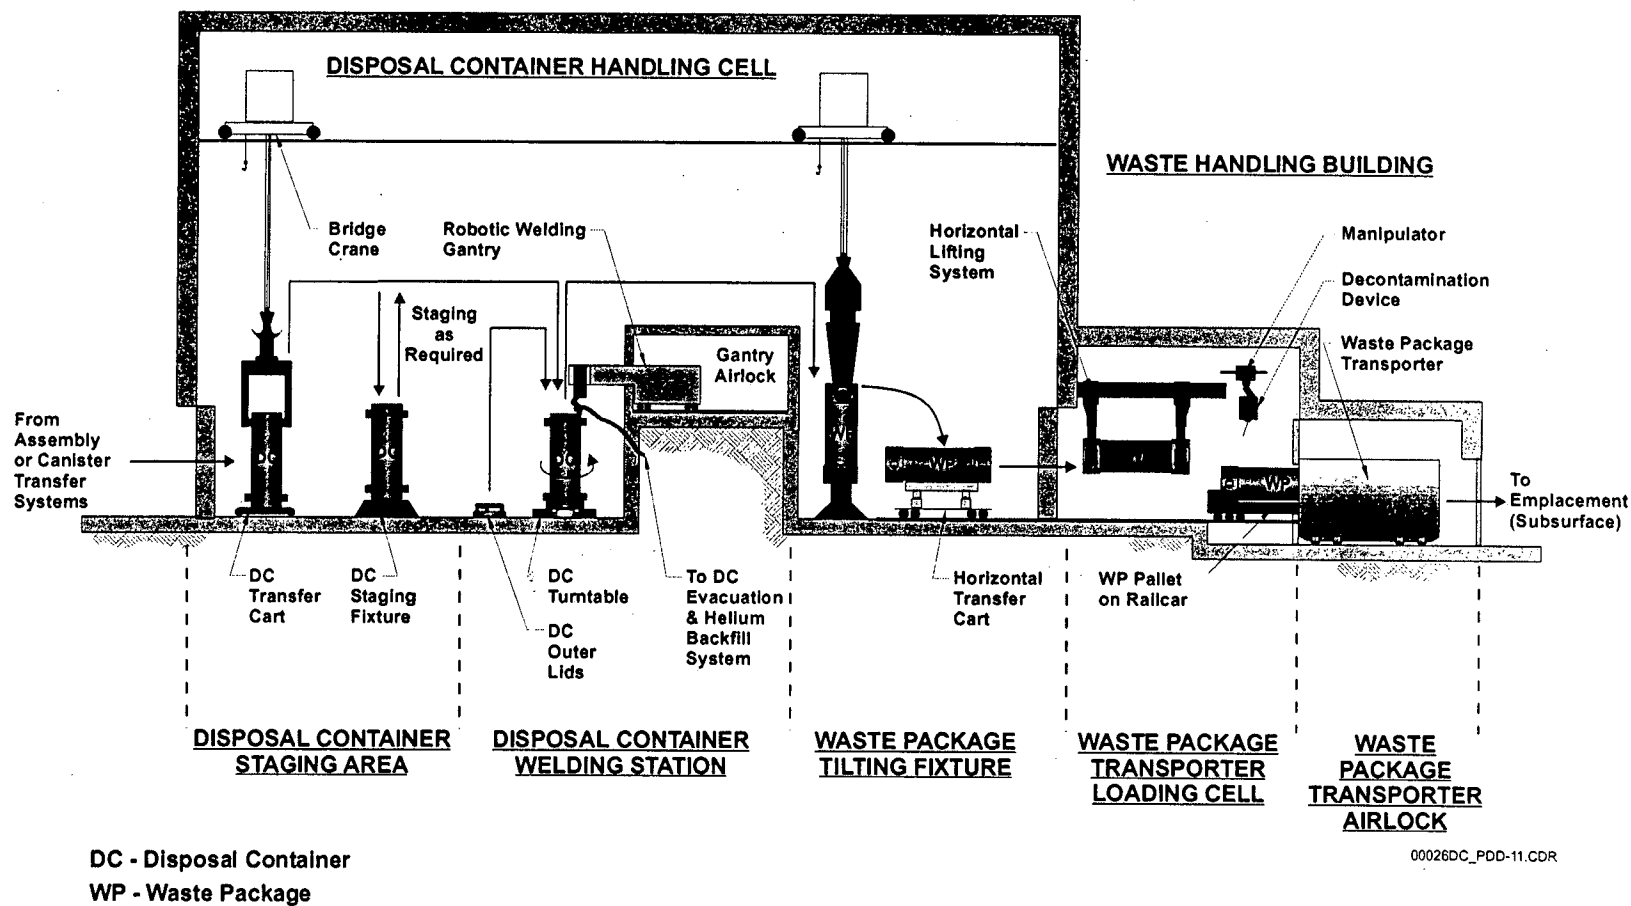 DISPOSAL CONTAINER HANDLING CELL
WASTE HANDLING BUILDING
Bridge
Crane
Robotic Welding
Gantry
Horizontal
Lifting
System
Manipulator
Decontamination
Device
Waste Package
Transporter
Staging
as
Required
Gantry
Airlock
From
Assembly
or Canister
Transfer
Systems
DC
DC
DC
W
WP
W
WP
To
Emplacement
(Subsurface)
DC
Transfer
Cart
DC
Staging
Fixture
DC
Turntable
DC
Outer
Lids
To DC
Evacuation
& Helium
Backfill
System
Horizontal
Transfer
Cart
WP Pallet
on Railcar
DISPOSAL CONTAINER
STAGING AREA
DISPOSAL CONTAINER
WELDING STATION
WASTE PACKAGE
TILTING FIXTURE
WASTE PACKAGE
TRANSPORTER
LOADING CELL
WASTE
PACKAGE
TRANSPORTER
AIRLOCK
00026DC_PDD-11.CDR
DC - Disposal Container
WP - Waste Package